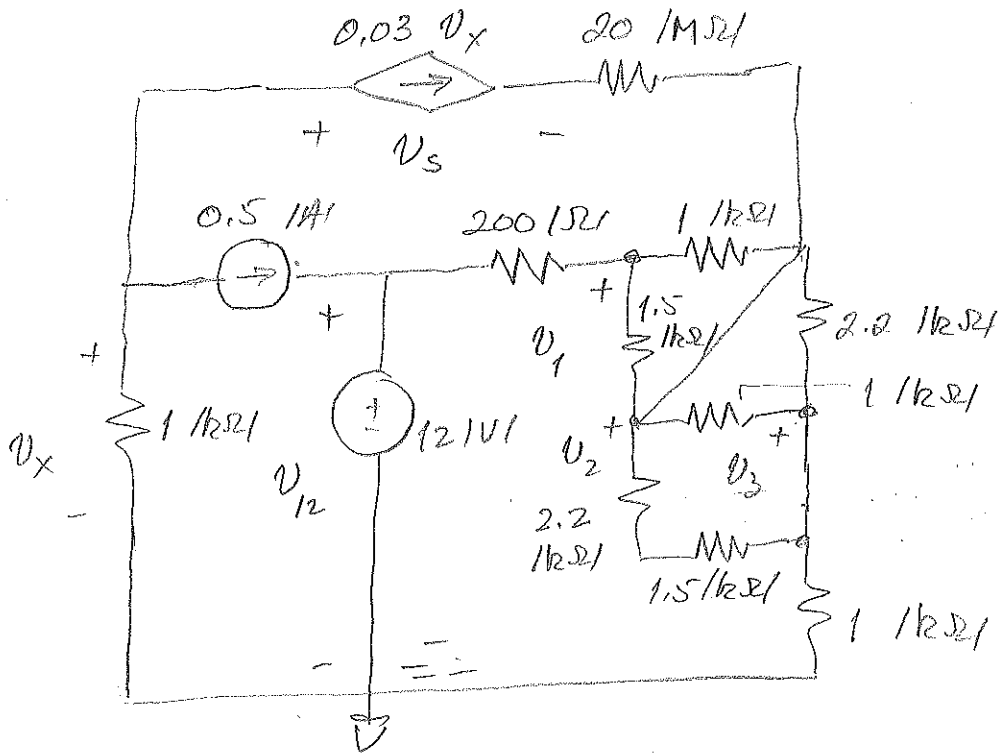 0.03 vx 20 /MΩ/
+ vs -
0.5 /A/ 200 /Ω/ 1 /kΩ/
+ + 1.5 /kΩ/ 2.2 /kΩ/
v1
+ 1 /kΩ/
vx 1 /kΩ/ 12 /V/ + v2 + v3
v12
- 2.2 /kΩ/
1.5 /kΩ/
1 /kΩ/
-